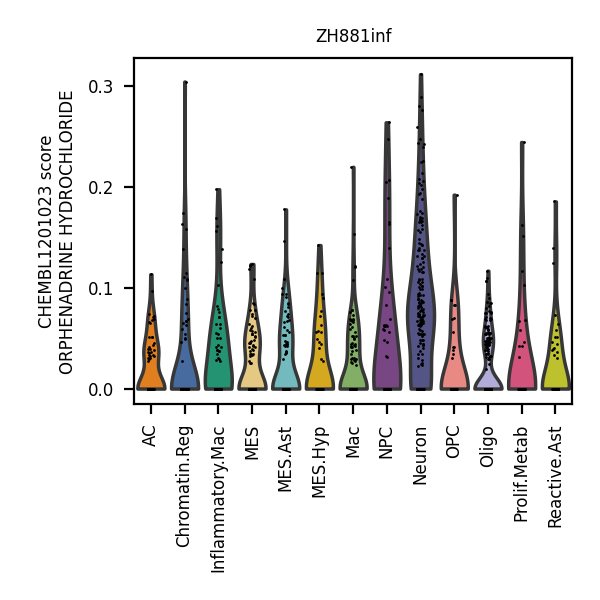 ZH881inf
CHEMBL1201023 score
ORPHENADRINE HYDROCHLORIDE
0.3
0.2
0.1
0.0
AC
Chromatin.Reg
Inflammatory.Mac
MES
MES.Ast
MES.Hyp
Mac
NPC
Neuron
OPC
Oligo
Prolif.Metab
Reactive.Ast